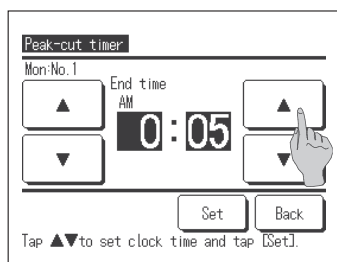 Peak-cut timer
Mon:No.1
End time
AM
▲ 0:05 ▲
▼ ▼
Set Back
Tap ▲▼to set clock time and tap [Set].